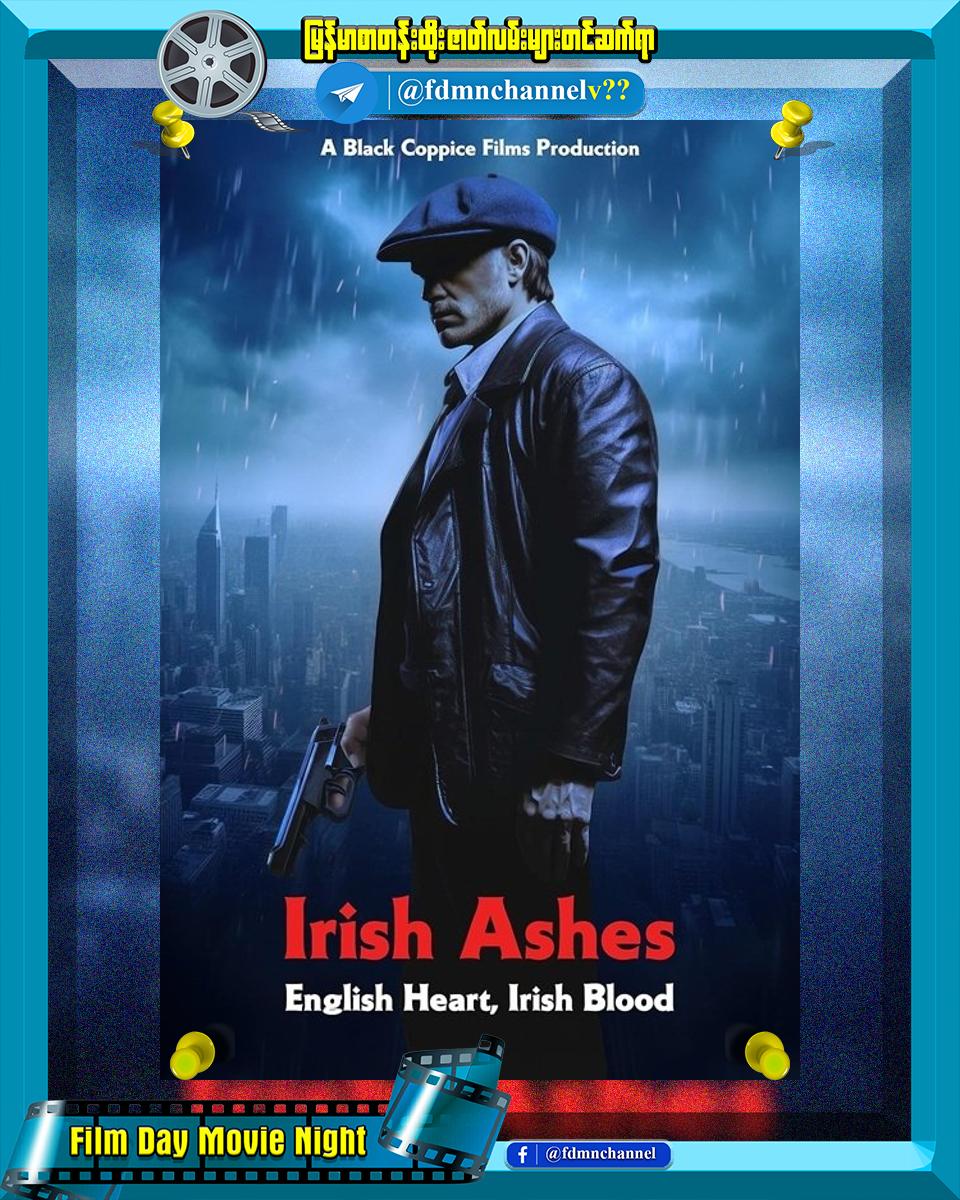 မြန်မာစာတန်းထိုးဇာတ်လမ်းများတင်ဆက်ရာ
@fdmnchannelv??
A Black Coppice Films Production
Irish Ashes
English Heart, Irish Blood
Film Day Movie Night
f @fdmnchannel